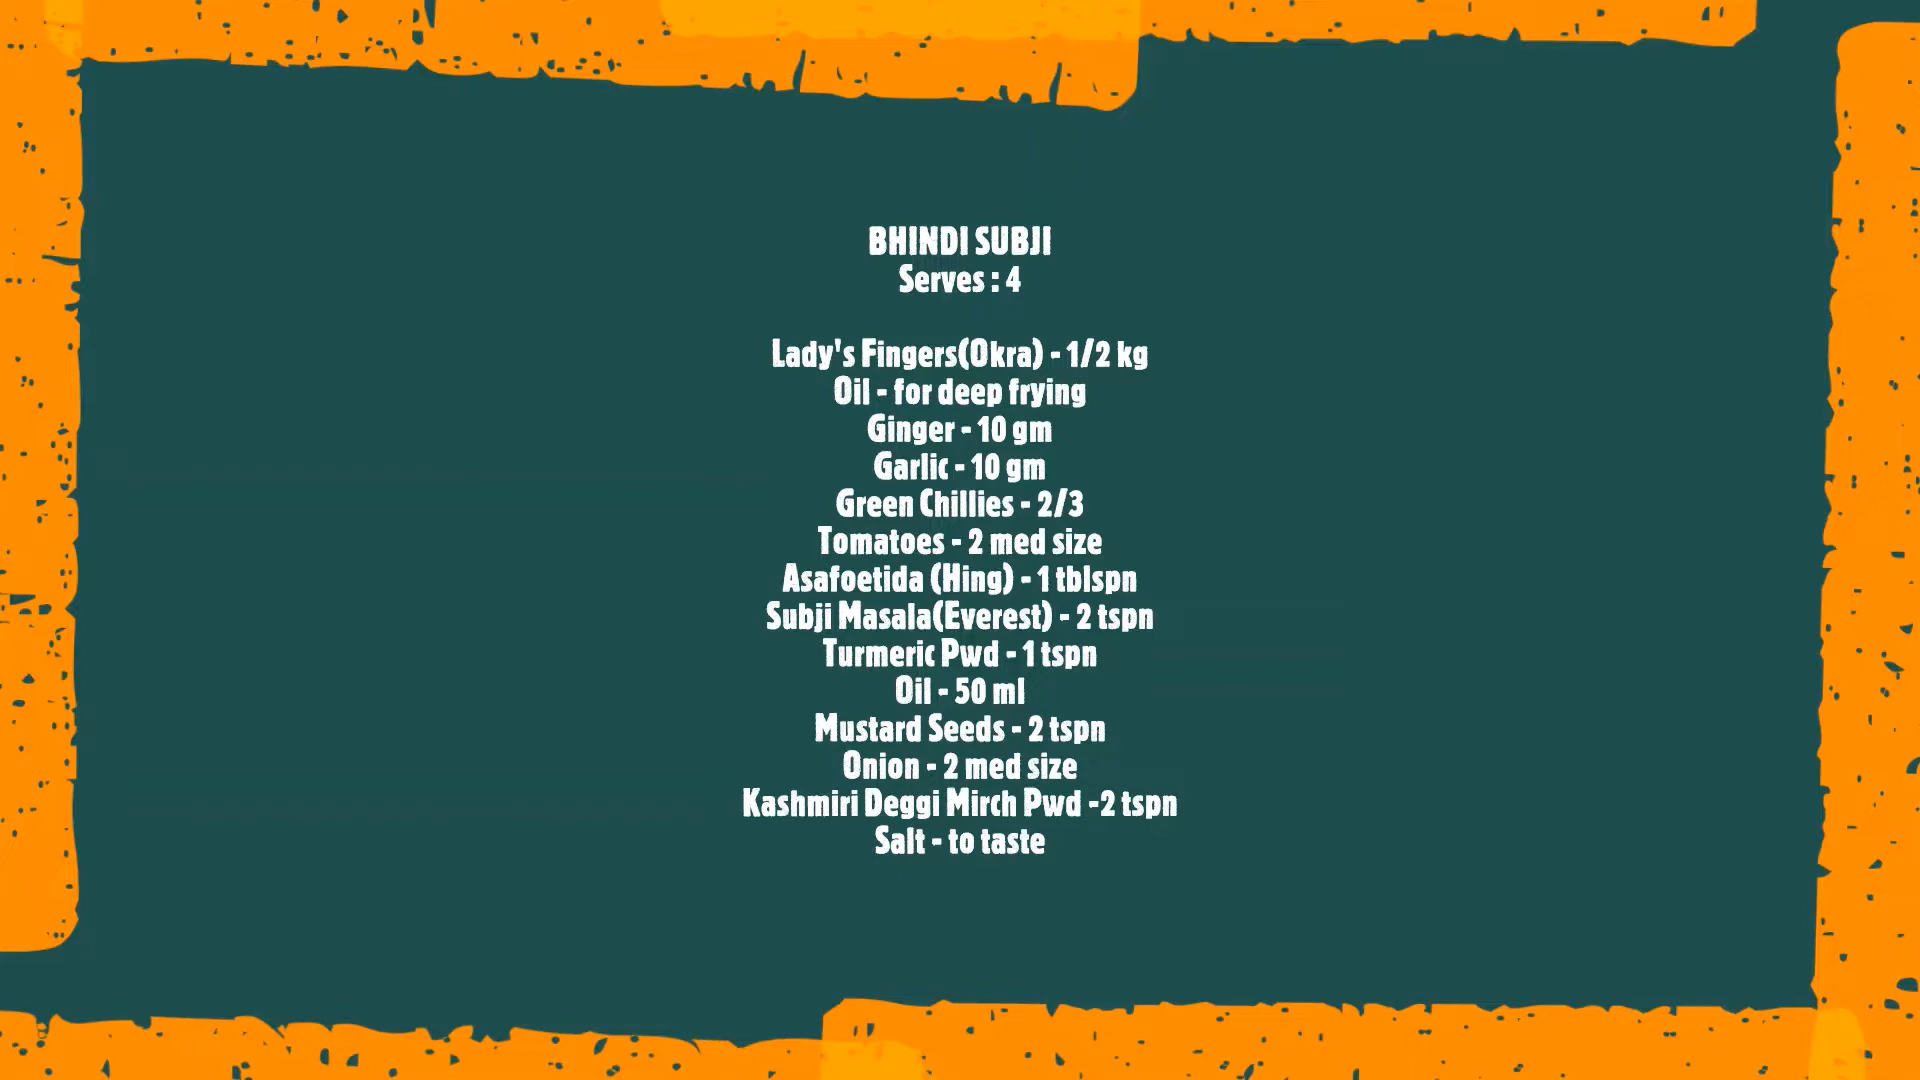 BHINDI SUBJI
Serves : 4
Lady's Fingers(Okra) - 1/2 kg
Oil - for deep frying
Ginger - 10 gm
Garlic - 10 gm
Green Chillies - 2/3
Tomatoes - 2 med size
Asafoetida (Hing) - 1 tblspn
Subji Masala(Everest) - 2 tspn
Turmeric Pwd - 1 tspn
Oil - 50 ml
Mustard Seeds - 2 tspn
Onion - 2 med size
Kashmiri Deggi Mirch Pwd -2 tspn
Salt - to taste